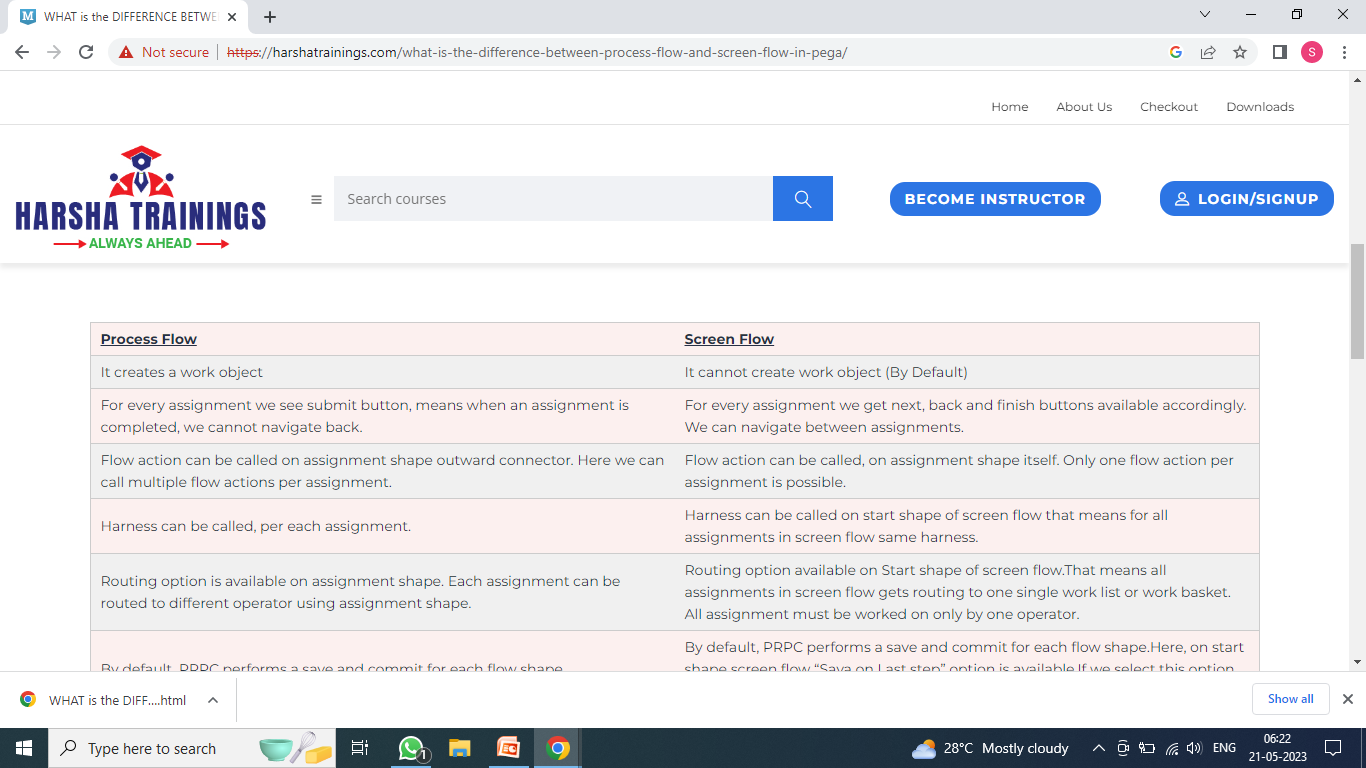 WHAT is the DIFFERENCE BETWE
Not secure
https://harshatrainings.com/what-is-the-difference-between-process-flow-and-screen-flow-in-pega/
S
Home About Us Checkout Downloads
HARSHA TRAININGS
ALWAYS AHEAD
Search courses
BECOME INSTRUCTOR
LOGIN/SIGNUP
Process Flow
Screen Flow
It creates a work object
It cannot create work object (By Default)
For every assignment we see submit button, means when an assignment is
completed, we cannot navigate back.
For every assignment we get next, back and finish buttons available accordingly.
We can navigate between assignments.
Flow action can be called on assignment shape outward connector. Here we can
call multiple flow actions per assignment.
Flow action can be called, on assignment shape itself. Only one flow action per
assignment is possible.
Harness can be called, per each assignment.
Harness can be called on start shape of screen flow that means for all
assignments in screen flow same harness.
Routing option is available on assignment shape. Each assignment can be
routed to different operator using assignment shape.
Routing option available on Start shape of screen flow.That means all
assignments in screen flow gets routing to one single work list or work basket.
All assignment must be worked on only by one operator.
By default, PRPC performs a save and commit for each flow shape
By default, PRPC performs a save and commit for each flow shape.Here, on start
shape screen flow "Sava on Last step" option is available.If we select this option
WHAT is the DIFF....html
Show all
Type here to search
1
28°C Mostly cloudy
ENG
06:22
21-05-2023